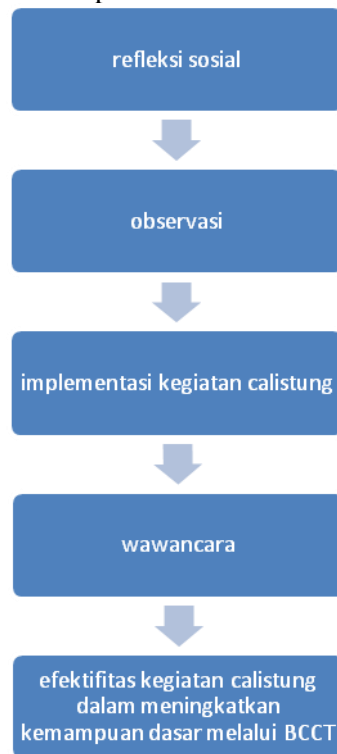 refleksi sosial
observasi
implementasi kegiatan calistung
wawancara
efektifitas kegiatan calistung
dalam meningkatkan
kemampuan dasar melalui BCCT